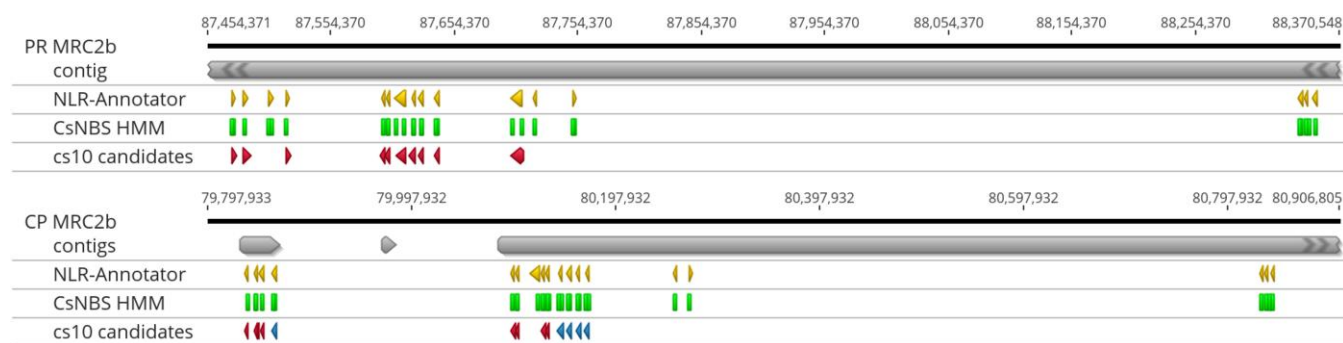 87,454,371 87,554,370 87,654,370 87,754,370 87,854,370 87,954,370 88,054,370 88,154,370 88,254,370 88,370,548
PR MRC2b
contig
NLR-Annotator
CsNBS HMM
cs10 candidates
79,797,933 79,997,932 80,197,932 80,397,932 80,597,932 80,797,932 80,906,805
CP MRC2b
contigs
NLR-Annotator
CsNBS HMM
cs10 candidates